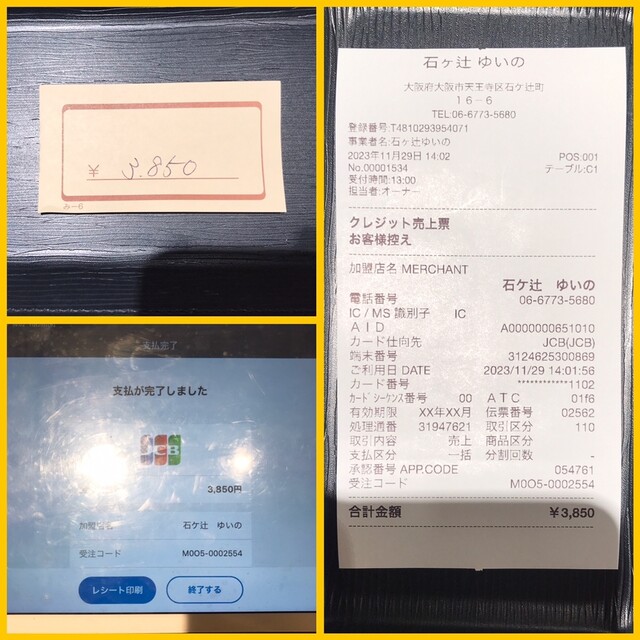 ¥ 3.850
み-6
支払完了
支払が完了しました
JCB
3,850円
加盟店名 石ケ辻 ゆいの
受注コード M0O5-0002554
レシート印刷 終了する
石ヶ辻 ゆいの
大阪府大阪市天王寺区石ケ辻町
16-6
TEL:06-6773-5680
登録番号:T4810293954071
事業者名:石ヶ辻ゆいの
2023年11月29日 14:02 POS:001
No.00001534 テーブル:C1
受付時間:13:00
担当者:オーナー
クレジット売上票
お客様控え
加盟店名 MERCHANT
石ケ辻 ゆいの
電話番号 06-6773-5680
IC / MS 識別子 IC
AID A0000000651010
カード仕向先 JCB(JCB)
端末番号 3124625300869
ご利用日 DATE 2023/11/29 14:01:56
カード番号 ************1102
カードシーケンス番号 00 ATC 01f6
有効期限 XX年XX月 伝票番号 02562
処理通番 31947621 取引区分 110
取引内容 売上 商品区分
支払区分 一括 分割回数 -
承認番号 APP.CODE 054761
受注コード M0O5-0002554
合計金額 ¥3,850